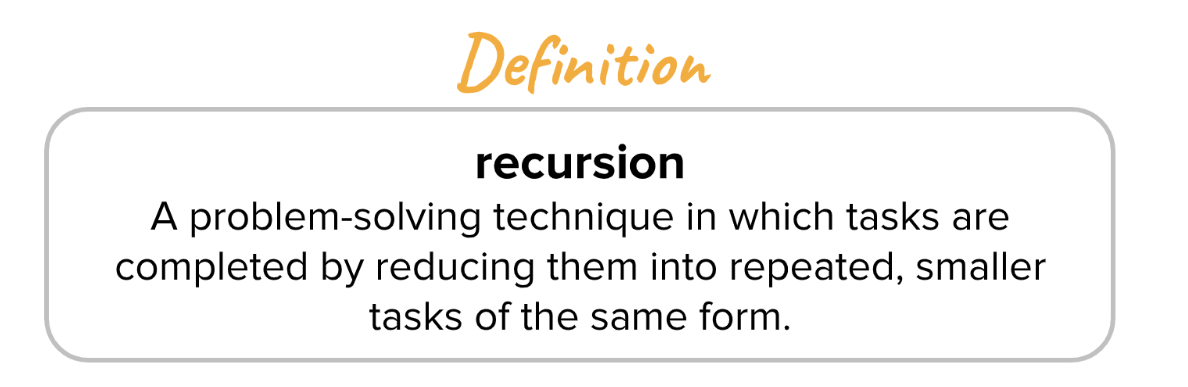 Definition
recursion
A problem-solving technique in which tasks are
completed by reducing them into repeated, smaller
tasks of the same form.